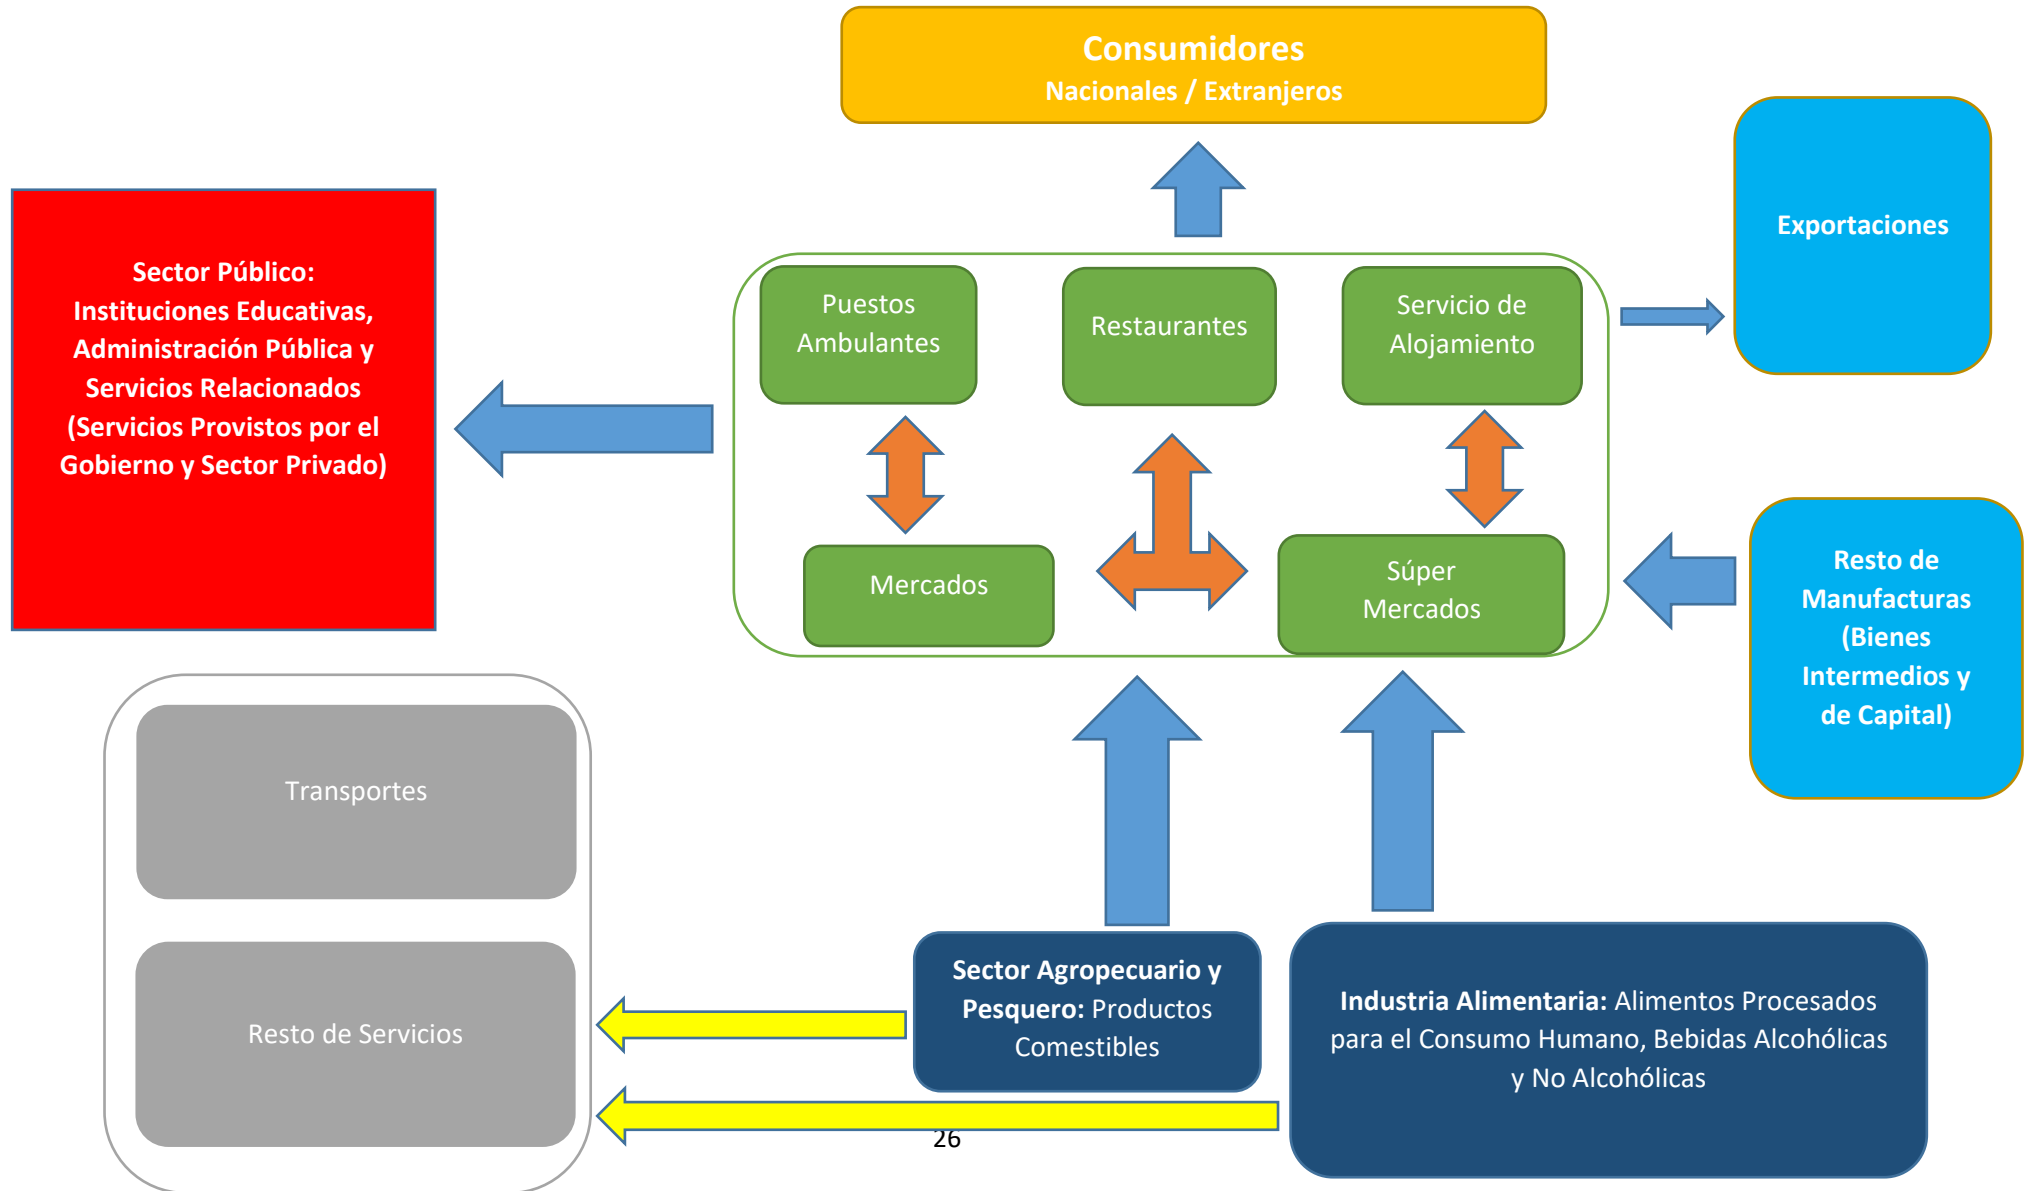 Consumidores
Nacionales / Extranjeros
Exportaciones
Sector Público:
Instituciones Educativas,
Administración Pública y
Servicios Relacionados
(Servicios Provistos por el
Gobierno y Sector Privado)
Puestos
Ambulantes
Restaurantes
Servicio de
Alojamiento
Mercados
Súper
Mercados
Resto de
Manufacturas
(Bienes
Intermedios y
de Capital)
Transportes
Resto de Servicios
Sector Agropecuario y
Pesquero: Productos
Comestibles
Industria Alimentaria: Alimentos Procesados
para el Consumo Humano, Bebidas Alcohólicas
y No Alcohólicas
26